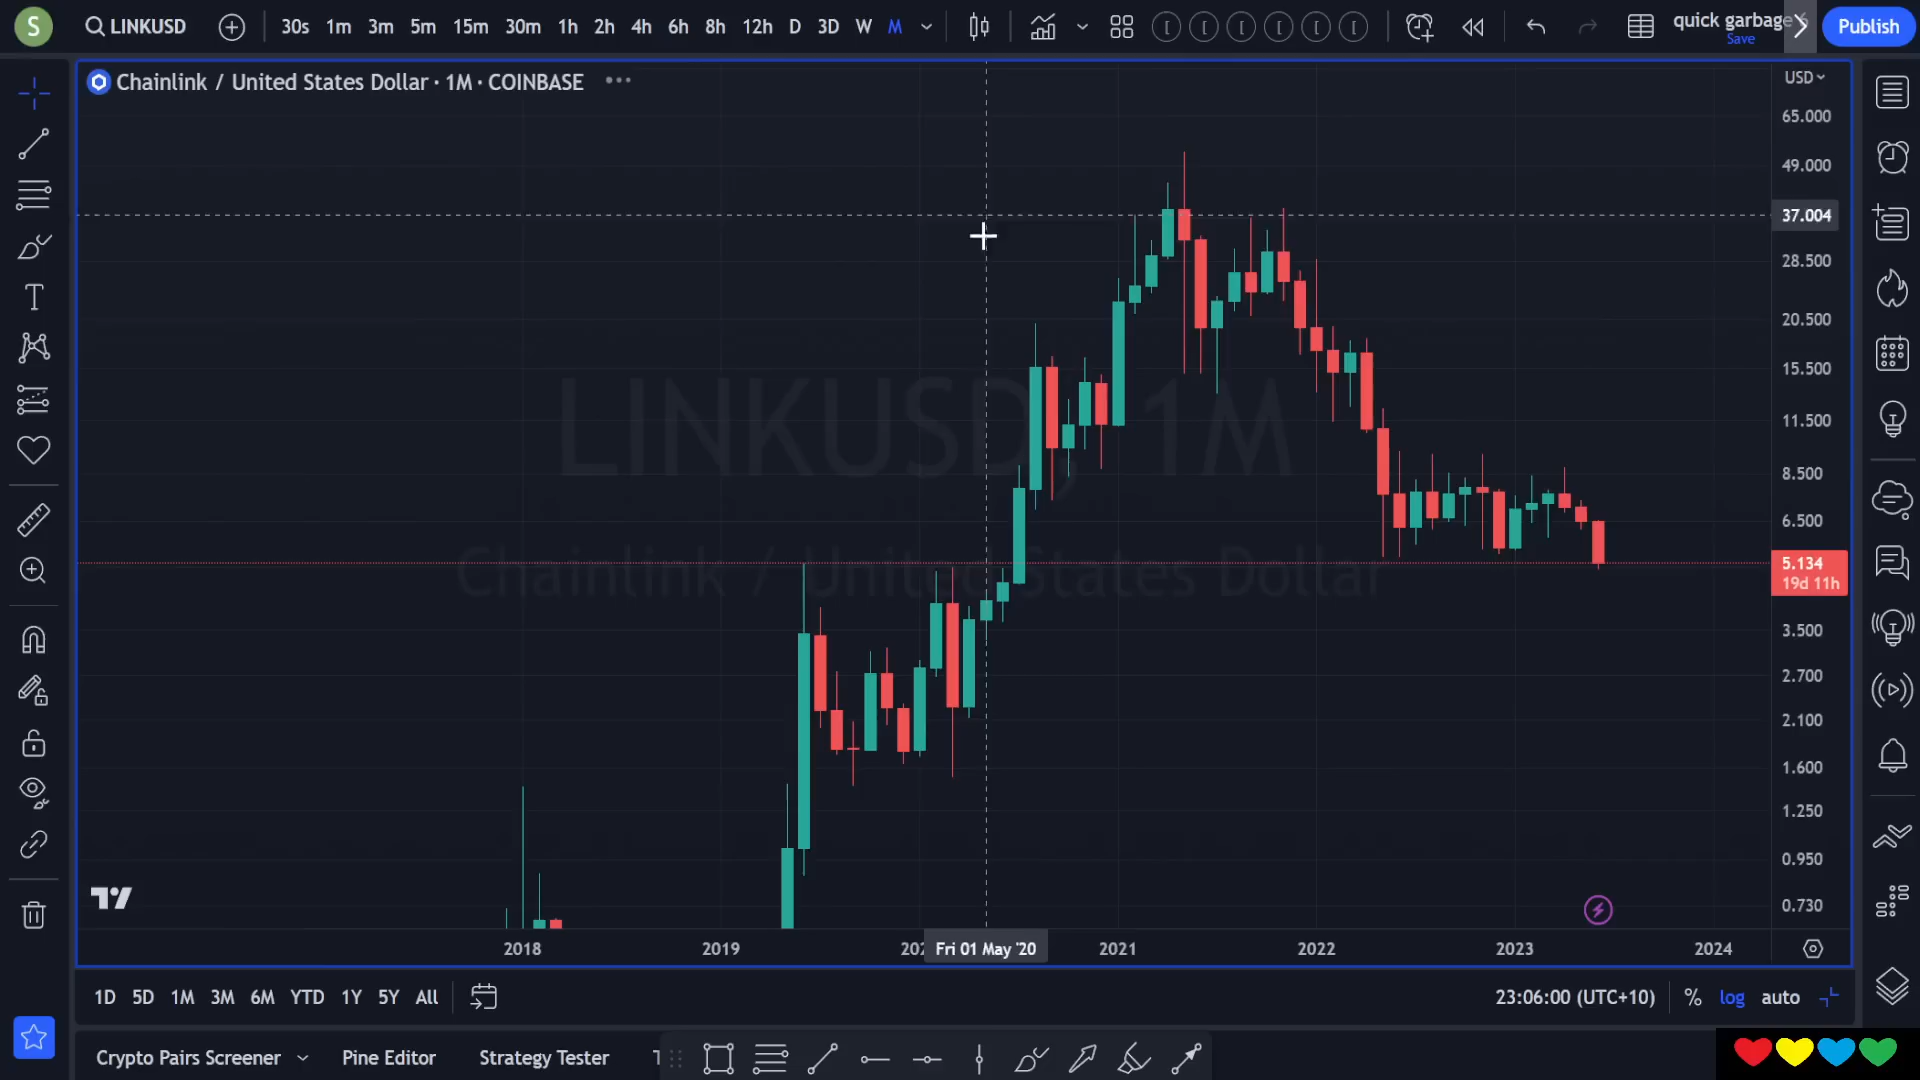 S
LINKUSD
30s 1m 3m 5m 15m 30m 1h 2h 4h 6h 8h 12h D 3D W M
quick garbage
Save
Publish
Chainlink / United States Dollar · 1M · COINBASE
USD
65.000
49.000
37.004
28.500
20.500
15.500
11.500
8.500
6.500
5.134
19d 11h
3.500
2.700
2.100
1.600
1.250
0.950
0.730
LINKUSD, 1M
Chainlink / United States Dollar
2018 2019 Fri 01 May '20 2021 2022 2023 2024
1D 5D 1M 3M 6M YTD 1Y 5Y All
23:06:00 (UTC+10) % log auto
Crypto Pairs Screener Pine Editor Strategy Tester